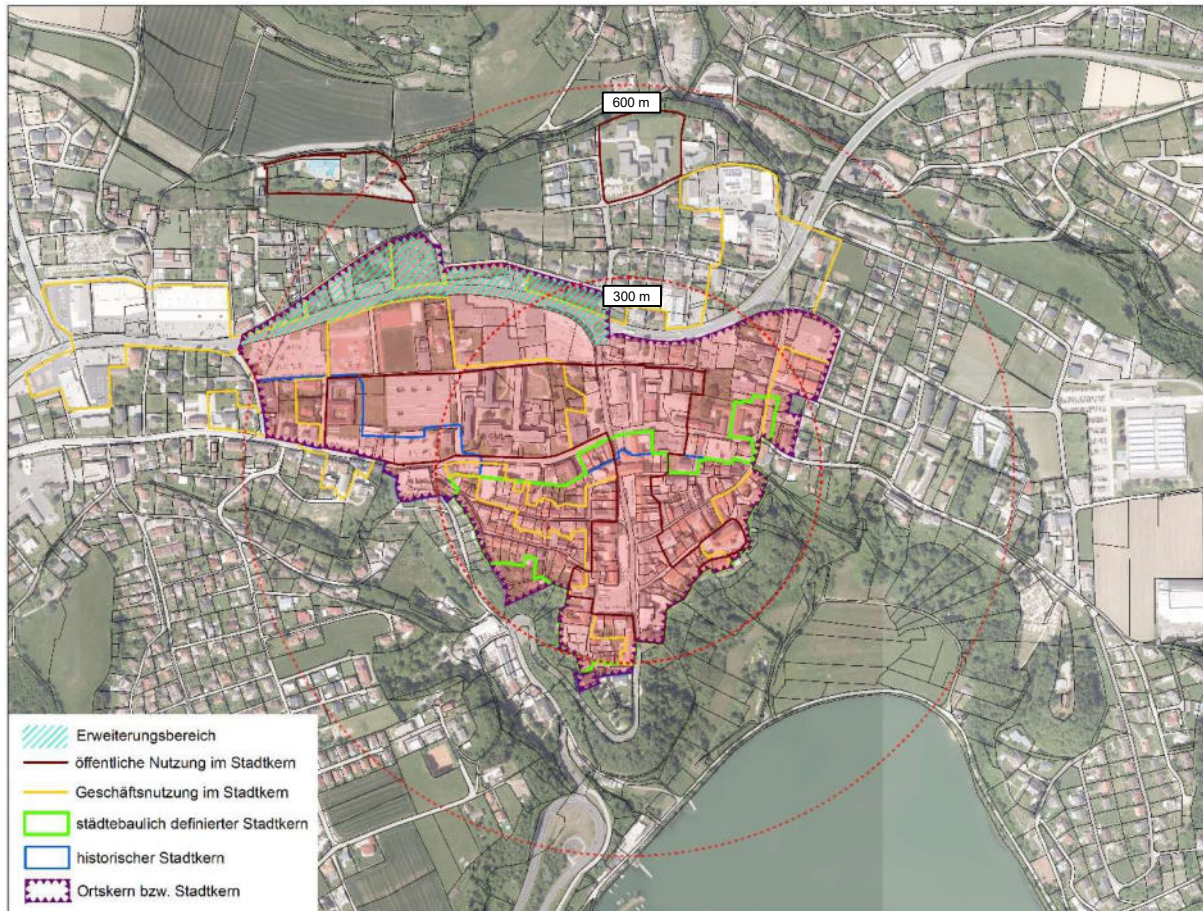 600 m
300 m
Erweiterungsbereich
öffentliche Nutzung im Stadtkern
Geschäftsnutzung im Stadtkern
städtebaulich definierter Stadtkern
historischer Stadtkern
Ortskern bzw. Stadtkern